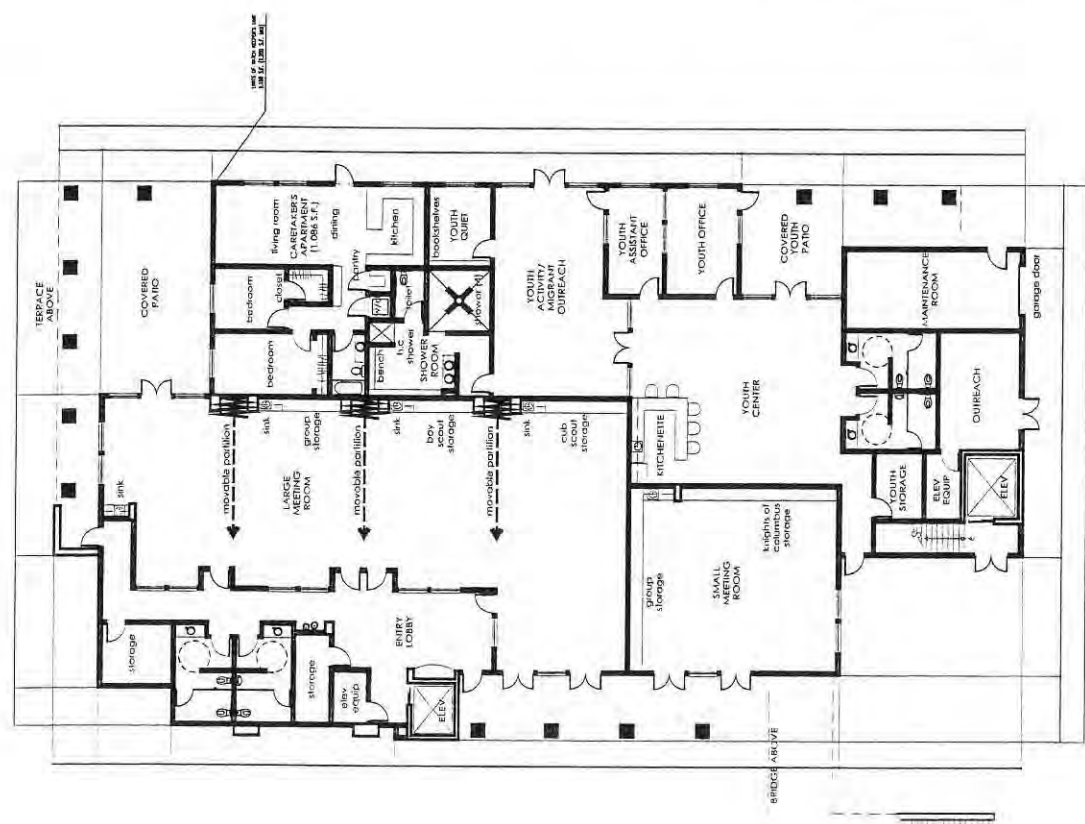 TERPACE
ABOVE
COVERED
PATIO
living room
CARETAKERS
APARTMENT
(1,086 S.F.)
dining
kitchen
bedroom
closet
pantry
bedroom
toilet
shower (4)
h.c
shower
bench
SHOWER
ROOM
bookshelves
YOUTH
QUIET
YOUTH
ACTIVITY/
MIGRANT
OUTREACH
YOUTH
ASSISTANT
OFFICE
YOUTH OFFICE
COVERED
YOUTH
PATIO
MAINTENANCE
ROOM
garage door
YOUTH
CENTER
KITCHENETTE
OUTREACH
YOUTH
STORAGE
ELEV
EQUIP
ELEV
sink
movable partition
sink
group
storage
LARGE
MEETING
ROOM
movable partition
sink
boy scout
storage
movable partition
sink
cub
scout
storage
group
storage
knights of
columbus
storage
SMALL
MEETING
ROOM
storage
ENTRY
LOBBY
storage
elev
equip
ELEV.
BRIDGE ABOVE